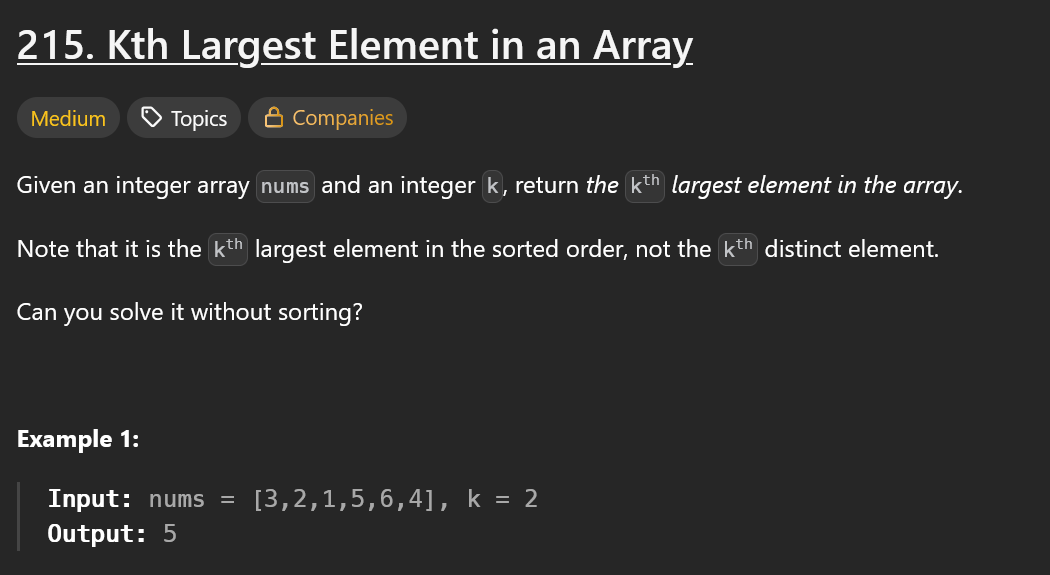 215. Kth Largest Element in an Array
Medium Topics Companies
Given an integer array nums and an integer k, return the kth largest element in the array.
Note that it is the kth largest element in the sorted order, not the kth distinct element.
Can you solve it without sorting?
Example 1:
Input: nums = [3,2,1,5,6,4], k = 2
Output: 5